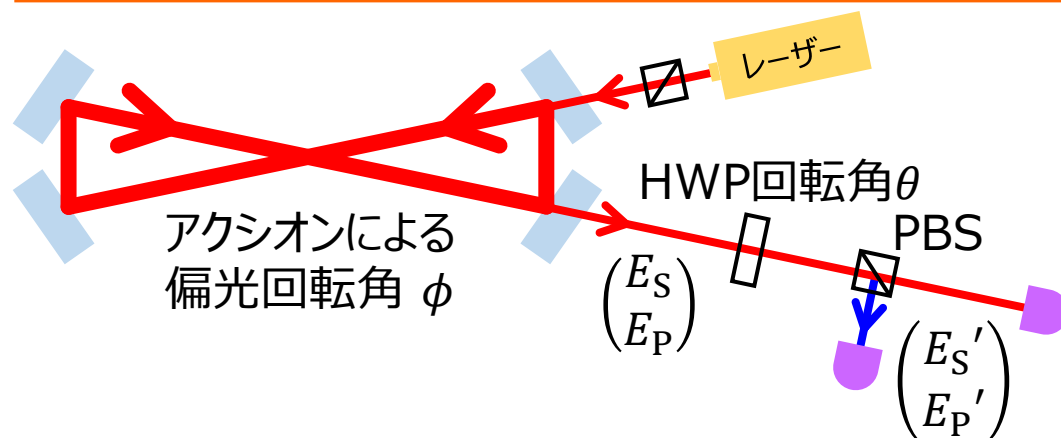 レーザー
HWP回転角θ
PBS
アクシオンによる
偏光回転角 ϕ
E_S
E_P
E_S′
E_P′